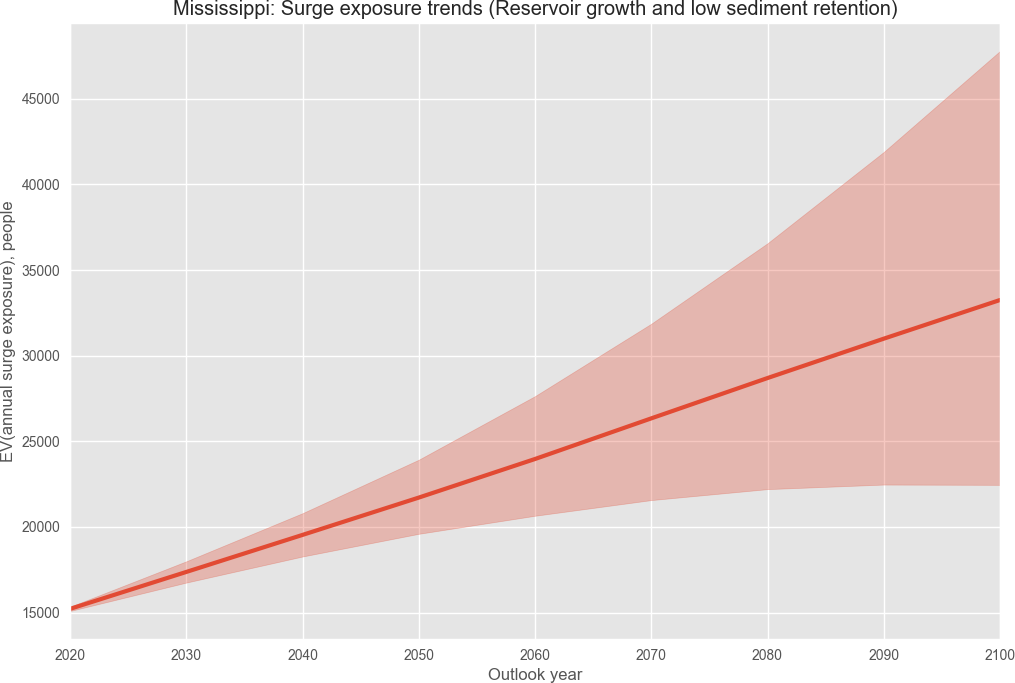 Mississippi: Surge exposure trends (Reservoir growth and low sediment retention)
EV(annual surge exposure), people
45000
40000
35000
30000
25000
20000
15000
2020 2030 2040 2050 2060 2070 2080 2090 2100
Outlook year